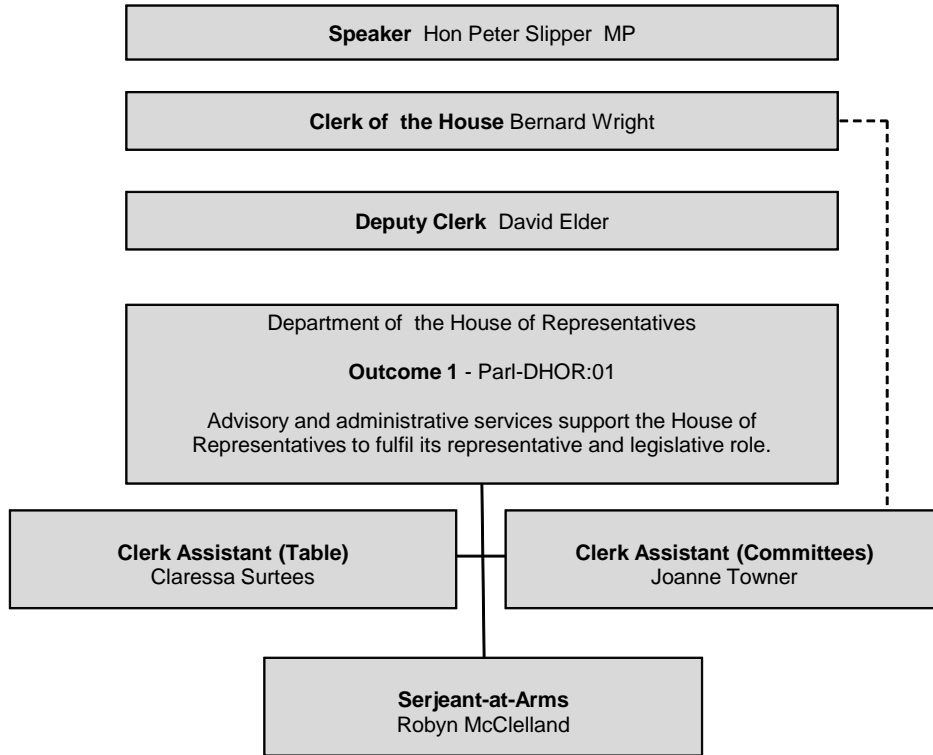 Speaker Hon Peter Slipper MP
Clerk of the House Bernard Wright
Deputy Clerk David Elder
Department of the House of Representatives
Outcome 1 - Parl-DHOR:01
Advisory and administrative services support the House of
Representatives to fulfil its representative and legislative role.
Clerk Assistant (Table)
Claressa Surtees
Clerk Assistant (Committees)
Joanne Towner
Serjeant-at-Arms
Robyn McClelland